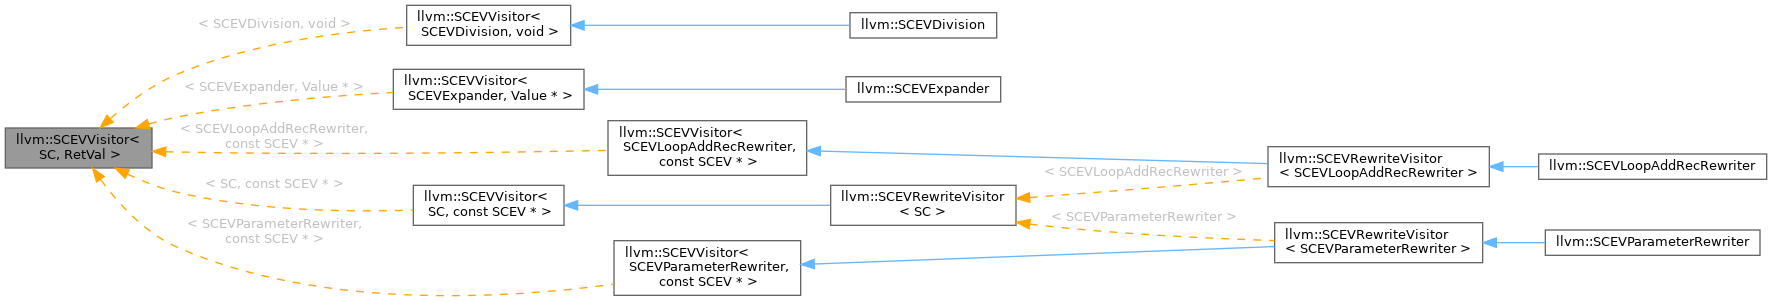 llvm::SCEVVisitor<
SC, RetVal >
< SCEVDivision, void >
llvm::SCEVVisitor<
SCEVDivision, void >
llvm::SCEVDivision
< SCEVExpander, Value * >
llvm::SCEVVisitor<
SCEVExpander, Value * >
llvm::SCEVExpander
< SCEVLoopAddRecRewriter,
const SCEV * >
llvm::SCEVVisitor<
SCEVLoopAddRecRewriter,
const SCEV * >
< SCEVLoopAddRecRewriter >
llvm::SCEVRewriteVisitor
< SCEVLoopAddRecRewriter >
llvm::SCEVLoopAddRecRewriter
< SC, const SCEV * >
llvm::SCEVVisitor<
SC, const SCEV * >
llvm::SCEVRewriteVisitor
< SC >
< SCEVParameterRewriter >
< SCEVParameterRewriter,
const SCEV * >
llvm::SCEVVisitor<
SCEVParameterRewriter,
const SCEV * >
llvm::SCEVRewriteVisitor
< SCEVParameterRewriter >
llvm::SCEVParameterRewriter